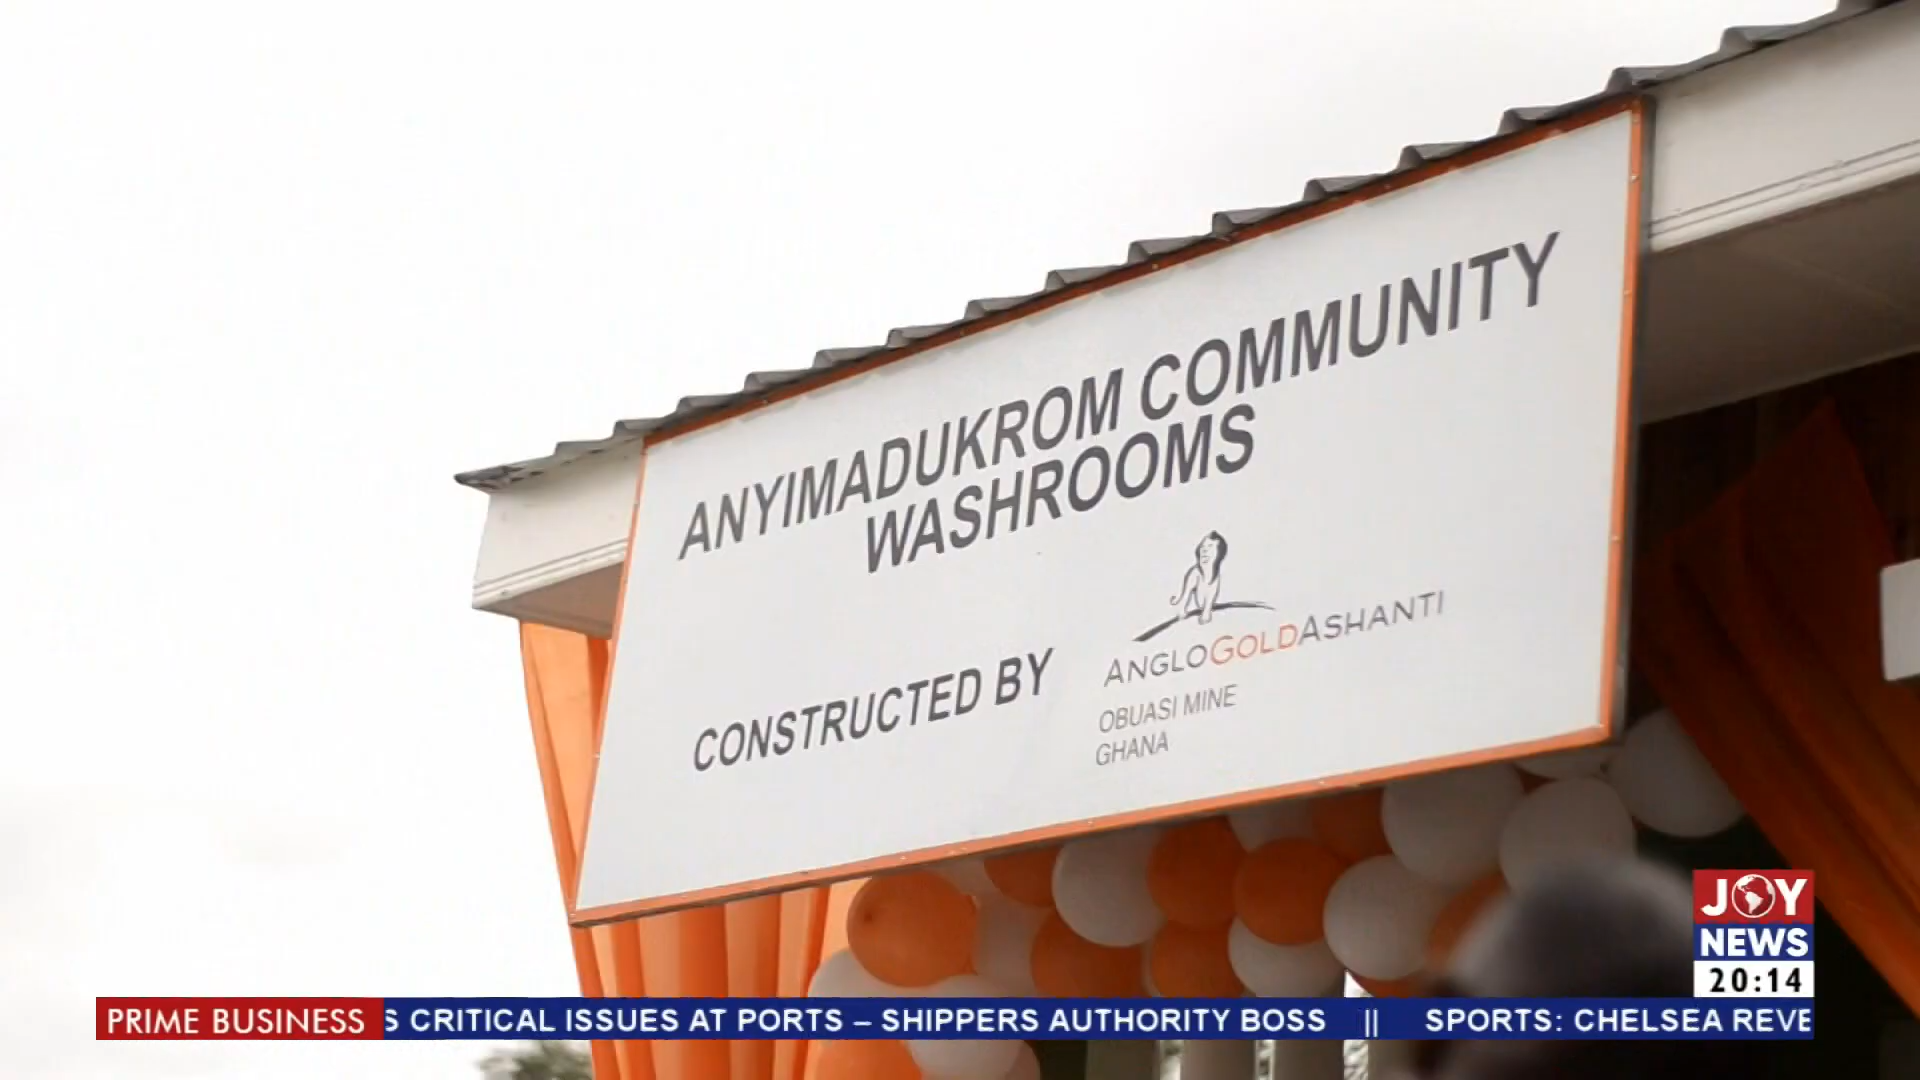 ANYIMADUKROM COMMUNITY
WASHROOMS
CONSTRUCTED BY
ANGLOGOLDASHANTI
OBUASI MINE
GHANA
JOY
NEWS
20:14
PRIME BUSINESS
S CRITICAL ISSUES AT PORTS – SHIPPERS AUTHORITY BOSS || SPORTS: CHELSEA REVE